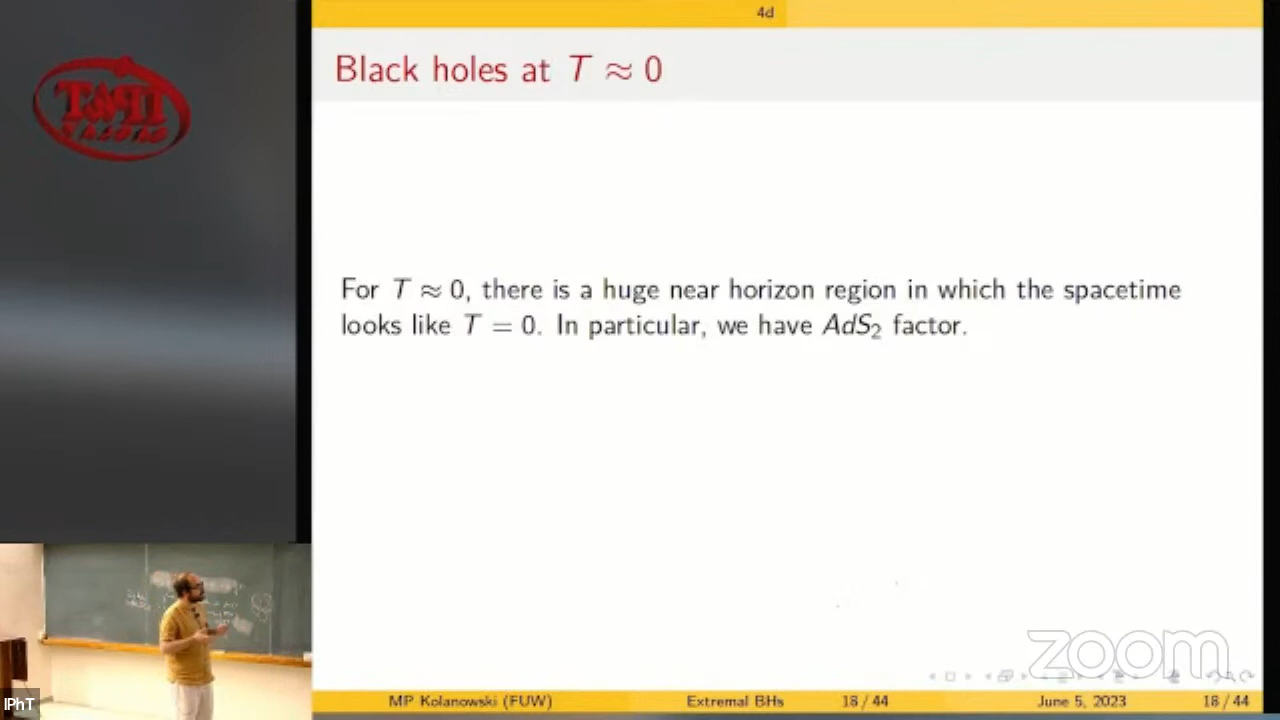 4d
Black holes at T ≈ 0
For T ≈ 0, there is a huge near horizon region in which the spacetime
looks like T = 0. In particular, we have AdS₂ factor.
zoom
MP Kolanowski (FUW) Extremal BHs 18 / 44 June 5, 2023 18 / 44
IPhT